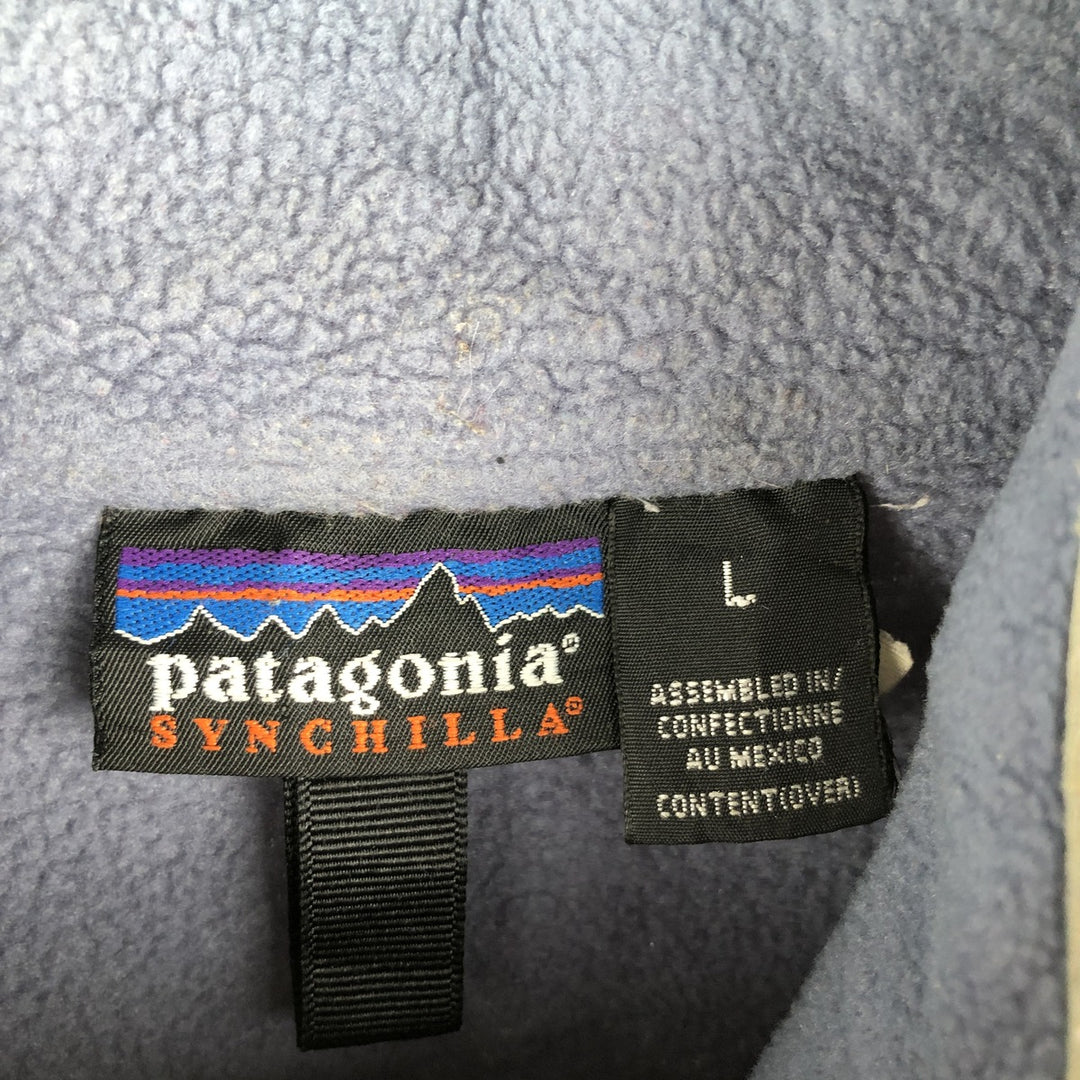 patagonia®
SYNCHILLA®
L
ASSEMBLED IN/
CONFECTIONNE
AU MEXICO
CONTENT(OVER)